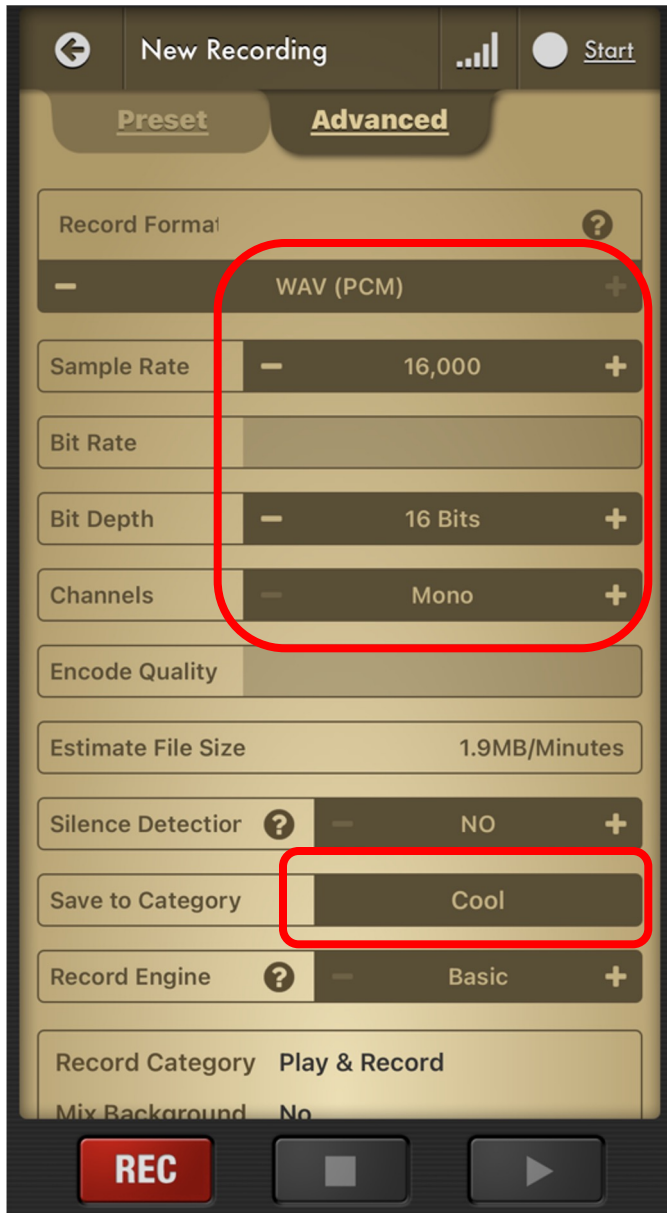 New Recording
Start
Preset
Advanced
Record Format
WAV (PCM)
Sample Rate
16,000
Bit Rate
Bit Depth
16 Bits
Channels
Mono
Encode Quality
Estimate File Size
1.9MB/Minutes
Silence Detection
NO
Save to Category
Cool
Record Engine
Basic
Record Category Play & Record
Mix Background No
REC